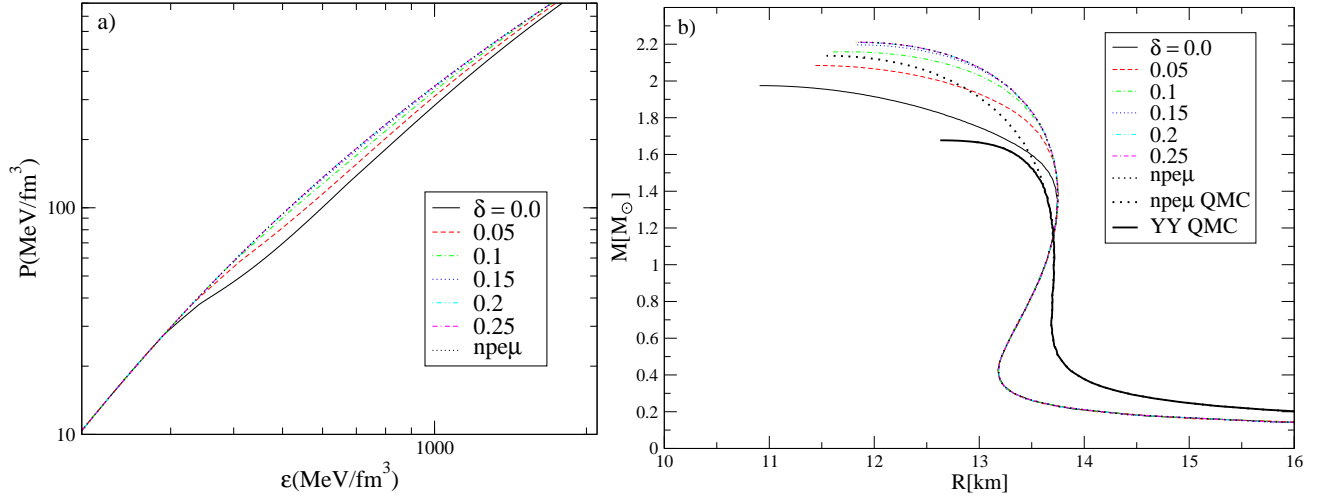 a)
P(MeV/fm³)
100
10
1000
ε(MeV/fm³)
δ = 0.0
0.05
0.1
0.15
0.2
0.25
npeμ
b)
M[M☉]
2.2
2
1.8
1.6
1.4
1.2
1
0.8
0.6
0.4
0.2
0
10 11 12 13 14 15 16
R[km]
δ = 0.0
0.05
0.1
0.15
0.2
0.25
npeμ
npeμ QMC
YY QMC